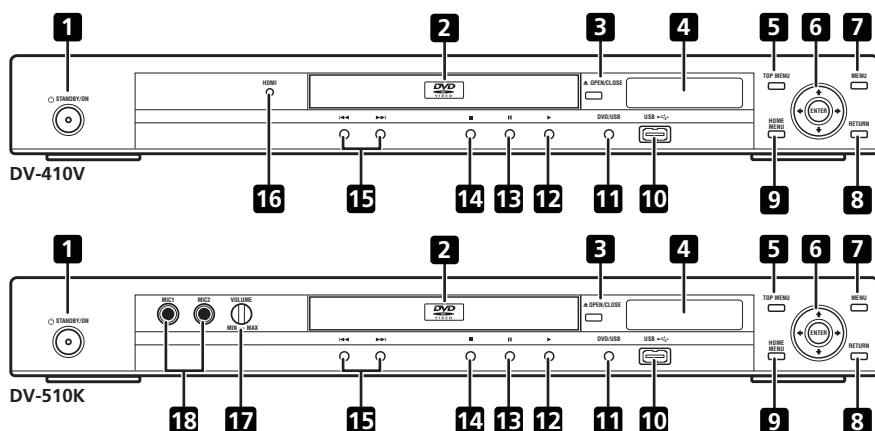 1 2 3 4 5 6 7
STANDBY/ON
HDMI
DVD
VIDEO
OPEN/CLOSE
TOP MENU
MENU
ENTER
HOME MENU
RETURN
DVD/USB
USB
DV-410V
16 15 14 13 12 11 10 9 8
1 2 3 4 5 6 7
STANDBY/ON
MIC1
MIC2
VOLUME
MIN
MAX
DVD
VIDEO
OPEN/CLOSE
TOP MENU
MENU
ENTER
HOME MENU
RETURN
DVD/USB
USB
DV-510K
18 17 15 14 13 12 11 10 9 8